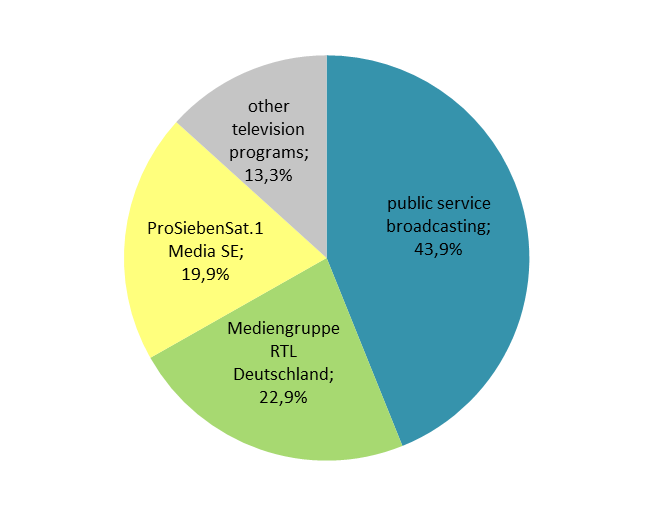 other
television
programs;
13,3%
public service
broadcasting;
43,9%
ProSiebenSat.1
Media SE;
19,9%
Mediengruppe
RTL
Deutschland;
22,9%